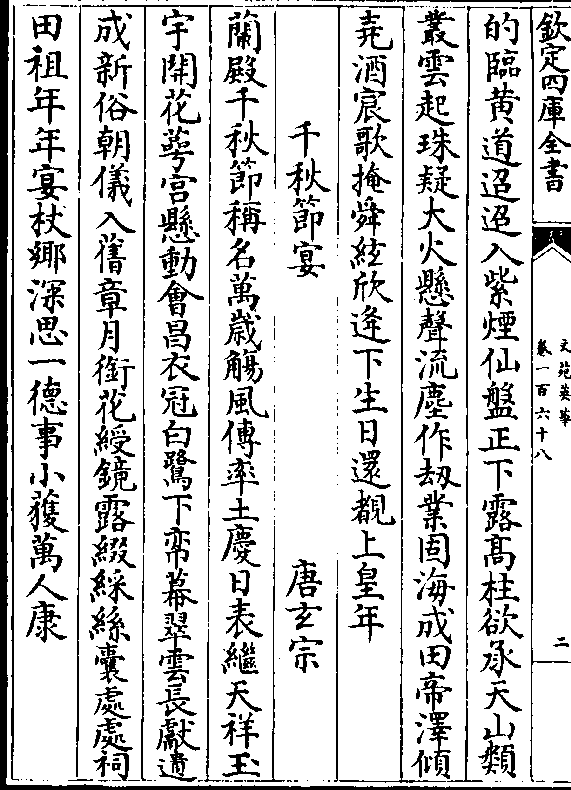 欽定四庫全書
文苑英華
卷一百六十八
二
的臨黄道迢迢入紫煙仙盤正下露髙柱欲承天山類
叢雲起珠疑大火懸聲流塵作刼業固海成田帝澤傾
堯酒宸歌掩舜絃欣逢下生日還覩上皇年
千秋節宴
唐玄宗
蘭殿千秋節稱名萬歲觴風傳率土慶日表繼天祥玉
宇開花萼宫懸動會昌衣冠白鷺下帟幕翠雲長獻遺
成新俗朝儀入舊章月銜花綬鏡露綴綵絲囊處處祠
田祖年年宴杖鄉深思一德事小獲萬人康